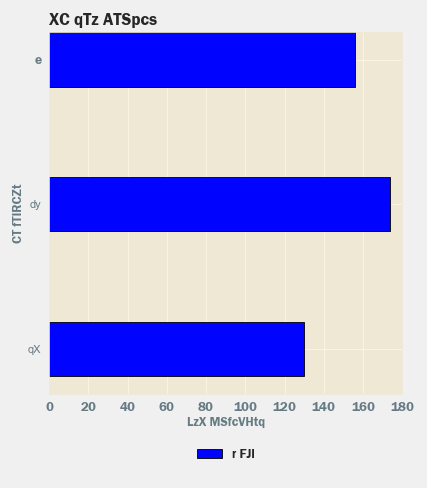 XC qTz ATSpcs
e
dy
qX
CT fTIRCZt
0 20 40 60 80 100 120 140 160 180
LzX MSfcVHtq
r FJI